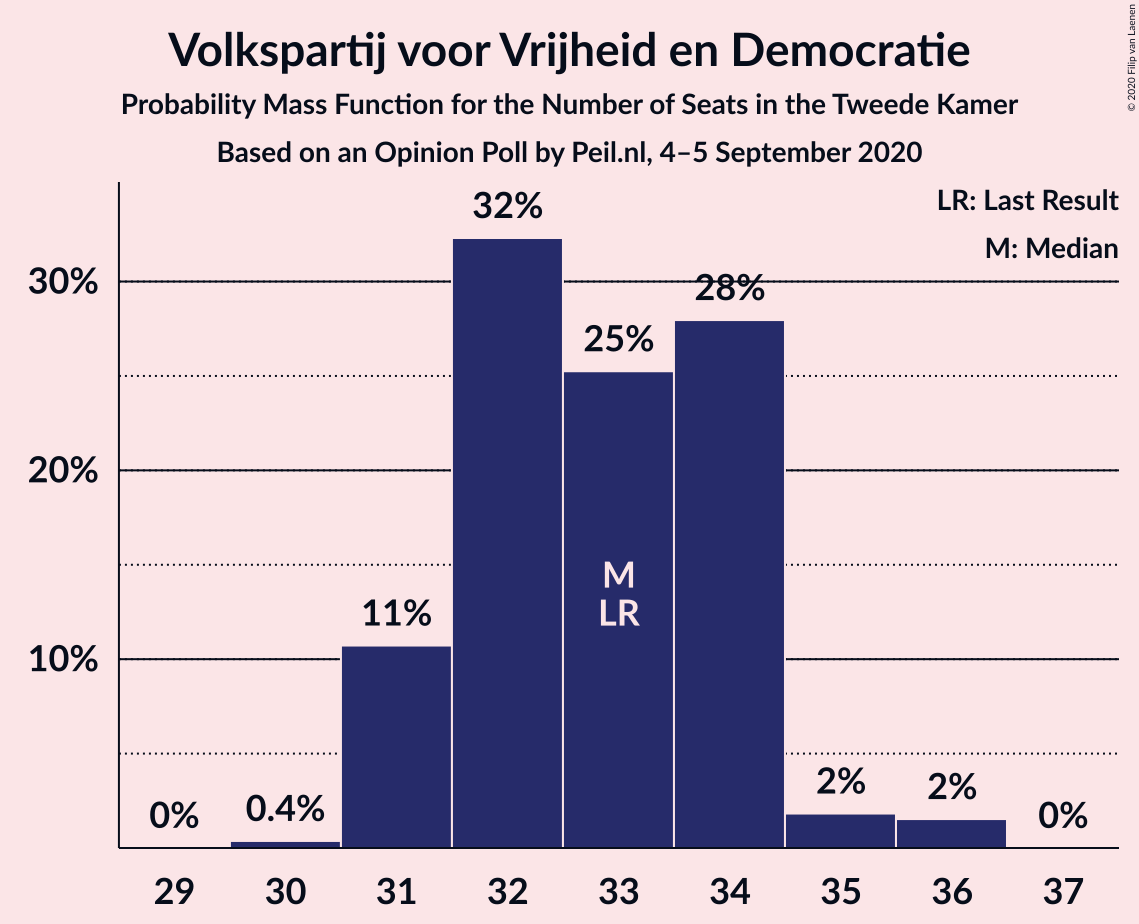 Volkspartij voor Vrijheid en Democratie
Probability Mass Function for the Number of Seats in the Tweede Kamer
Based on an Opinion Poll by Peil.nl, 4–5 September 2020
© 2020 Filip van Laenen
LR: Last Result
M: Median
30%
20%
10%
0%
0.4%
11%
32%
25%
28%
2%
2%
0%
M
LR
29
30
31
32
33
34
35
36
37